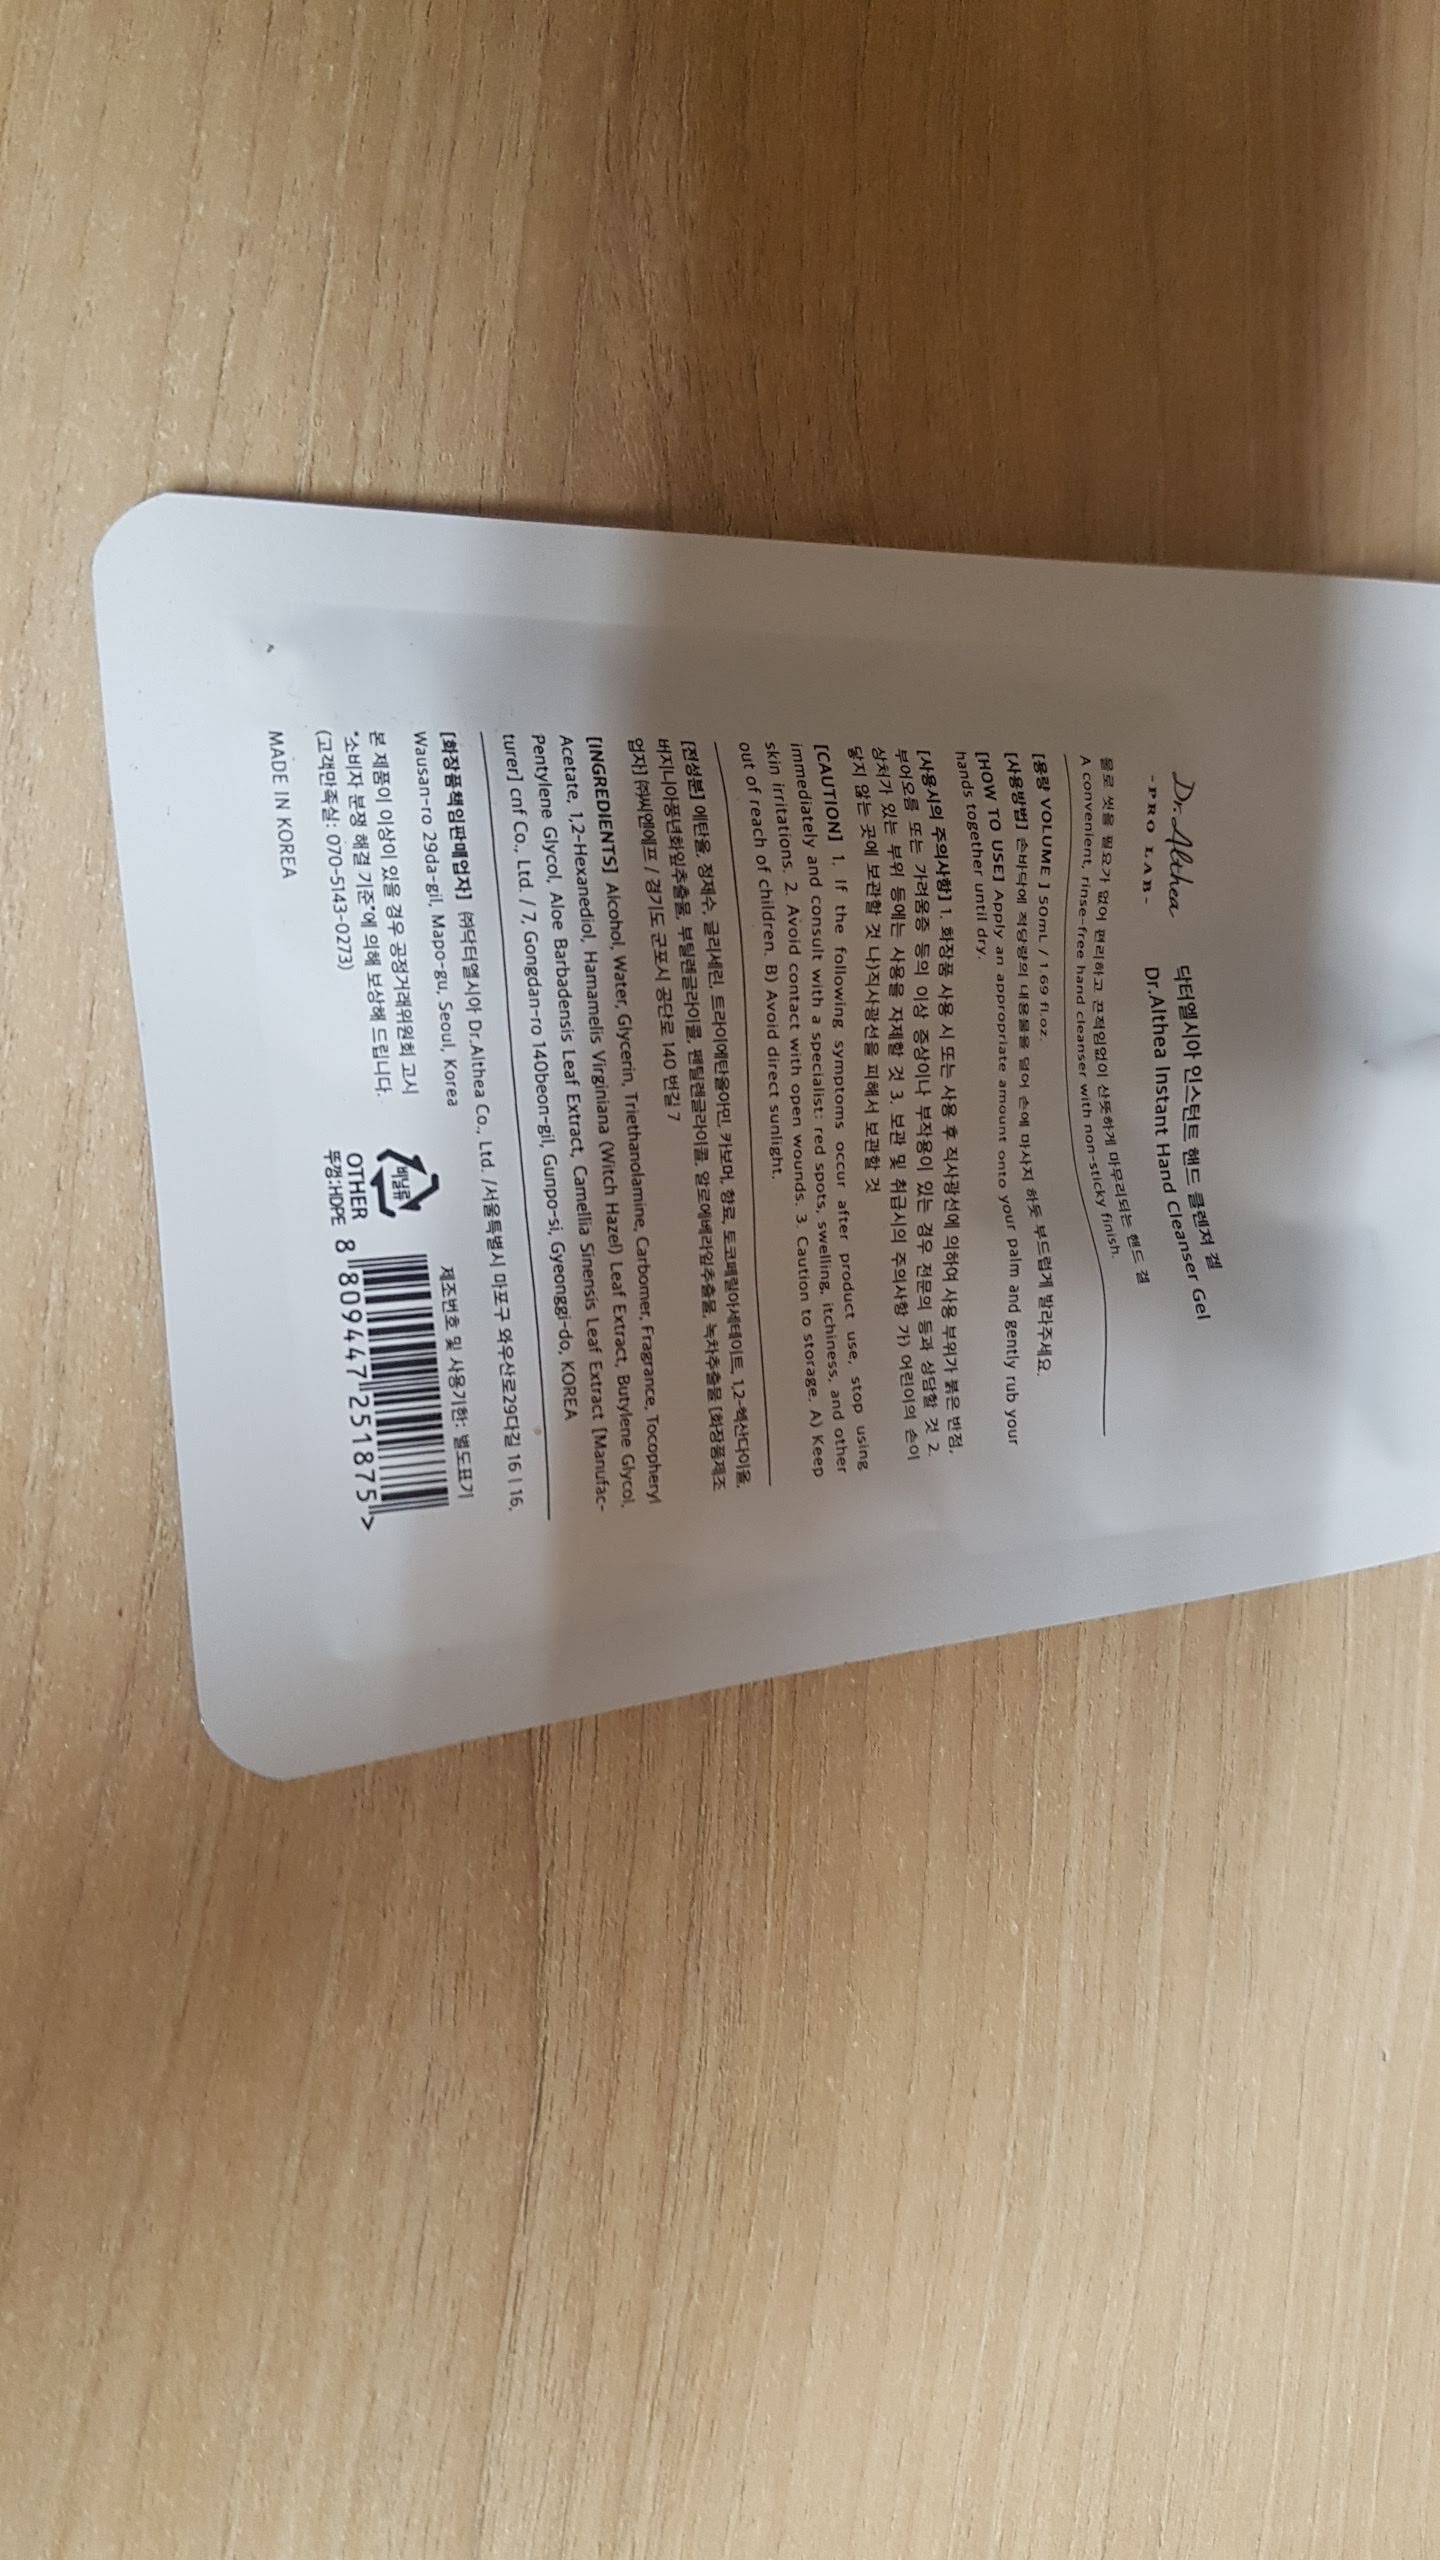 Dr.Althea
-PRO LAB-
닥터엘시아 인스턴트 핸드 클렌저 겔
Dr.Althea Instant Hand Cleanser Gel
물로 씻을 필요가 없어 편리하고 끈적임없이 산뜻하게 마무리되는 핸드 겔
A convenient, rinse-free hand cleanser with non-sticky finish.
[용량 VOLUME ] 50mL / 1.69 fl.oz.
[사용방법] 손바닥에 적당량의 내용물을 덜어 손에 마사지 하듯 부드럽게 발라주세요.
[HOW TO USE] Apply an appropriate amount onto your palm and gently rub your
hands together until dry.
[사용시의 주의사항] 1. 화장품 사용 시 또는 사용 후 직사광선에 의하여 사용 부위가 붉은 반점,
부어오름 또는 가려움증 등의 이상 증상이나 부작용이 있는 경우 전문의 등과 상담할 것 2.
상처가 있는 부위 등에는 사용을 자제할 것 3. 보관 및 취급시의 주의사항 가) 어린이의 손이
닿지 않는 곳에 보관할 것 나)직사광선을 피해서 보관할 것
[CAUTION] 1. If the following symptoms occur after product use, stop using
immediately and consult with a specialist: red spots, swelling, itchiness, and other
skin irritations. 2. Avoid contact with open wounds. 3. Caution to storage. A) Keep
out of reach of children. B) Avoid direct sunlight.
[전성분] 에탄올, 정제수, 글리세린, 트라이에탄올아민, 카보머, 향료, 토코페릴아세테이트, 1,2-헥산다이올,
버지니아풍년화잎추출물, 부틸렌글라이콜, 펜틸렌글라이콜, 알로에베라잎추출물, 녹차추출물 [화장품제조
업자] ㈜씨엔에프 / 경기도 군포시 공단로 140 번길 7
[INGREDIENTS] Alcohol, Water, Glycerin, Triethanolamine, Carbomer, Fragrance, Tocopheryl
Acetate, 1,2-Hexanediol, Hamamelis Virginiana (Witch Hazel) Leaf Extract, Butylene Glycol,
Pentylene Glycol, Aloe Barbadensis Leaf Extract, Camellia Sinensis Leaf Extract [Manufac-
turer] cnf Co., Ltd. / 7, Gongdan-ro 140beon-gil, Gunpo-si, Gyeonggi-do, KOREA
[화장품책임판매업자] ㈜닥터엘시아 Dr.Althea Co., Ltd. /서울특별시 마포구 와우산로29다길 16 | 16,
Wausan-ro 29da-gil, Mapo-gu, Seoul, Korea
본 제품이 이상이 있을 경우 공정거래위원회 고시
"소비자 분쟁 해결 기준"에 의해 보상해 드립니다.
(고객만족실: 070-5143-0273)
MADE IN KOREA
비닐류
OTHER
뚜껑:HDPE
제조번호 및 사용기한: 별도표기
8 809447 251875 >